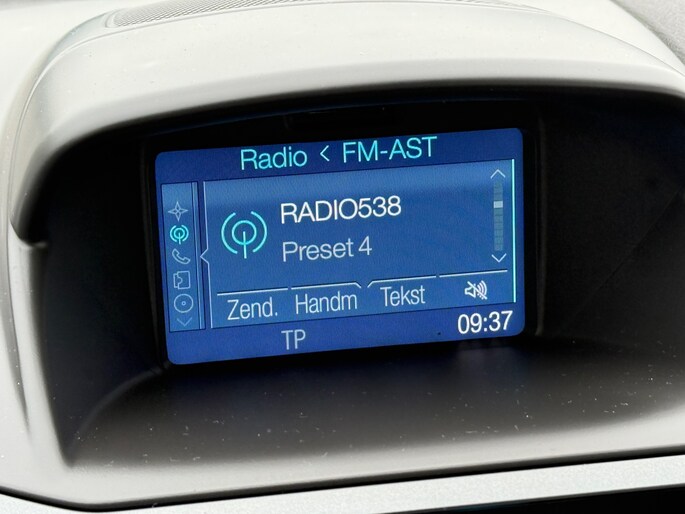 Radio < FM-AST
RADIO538
Preset 4
Zend. Handm Tekst
TP 09:37